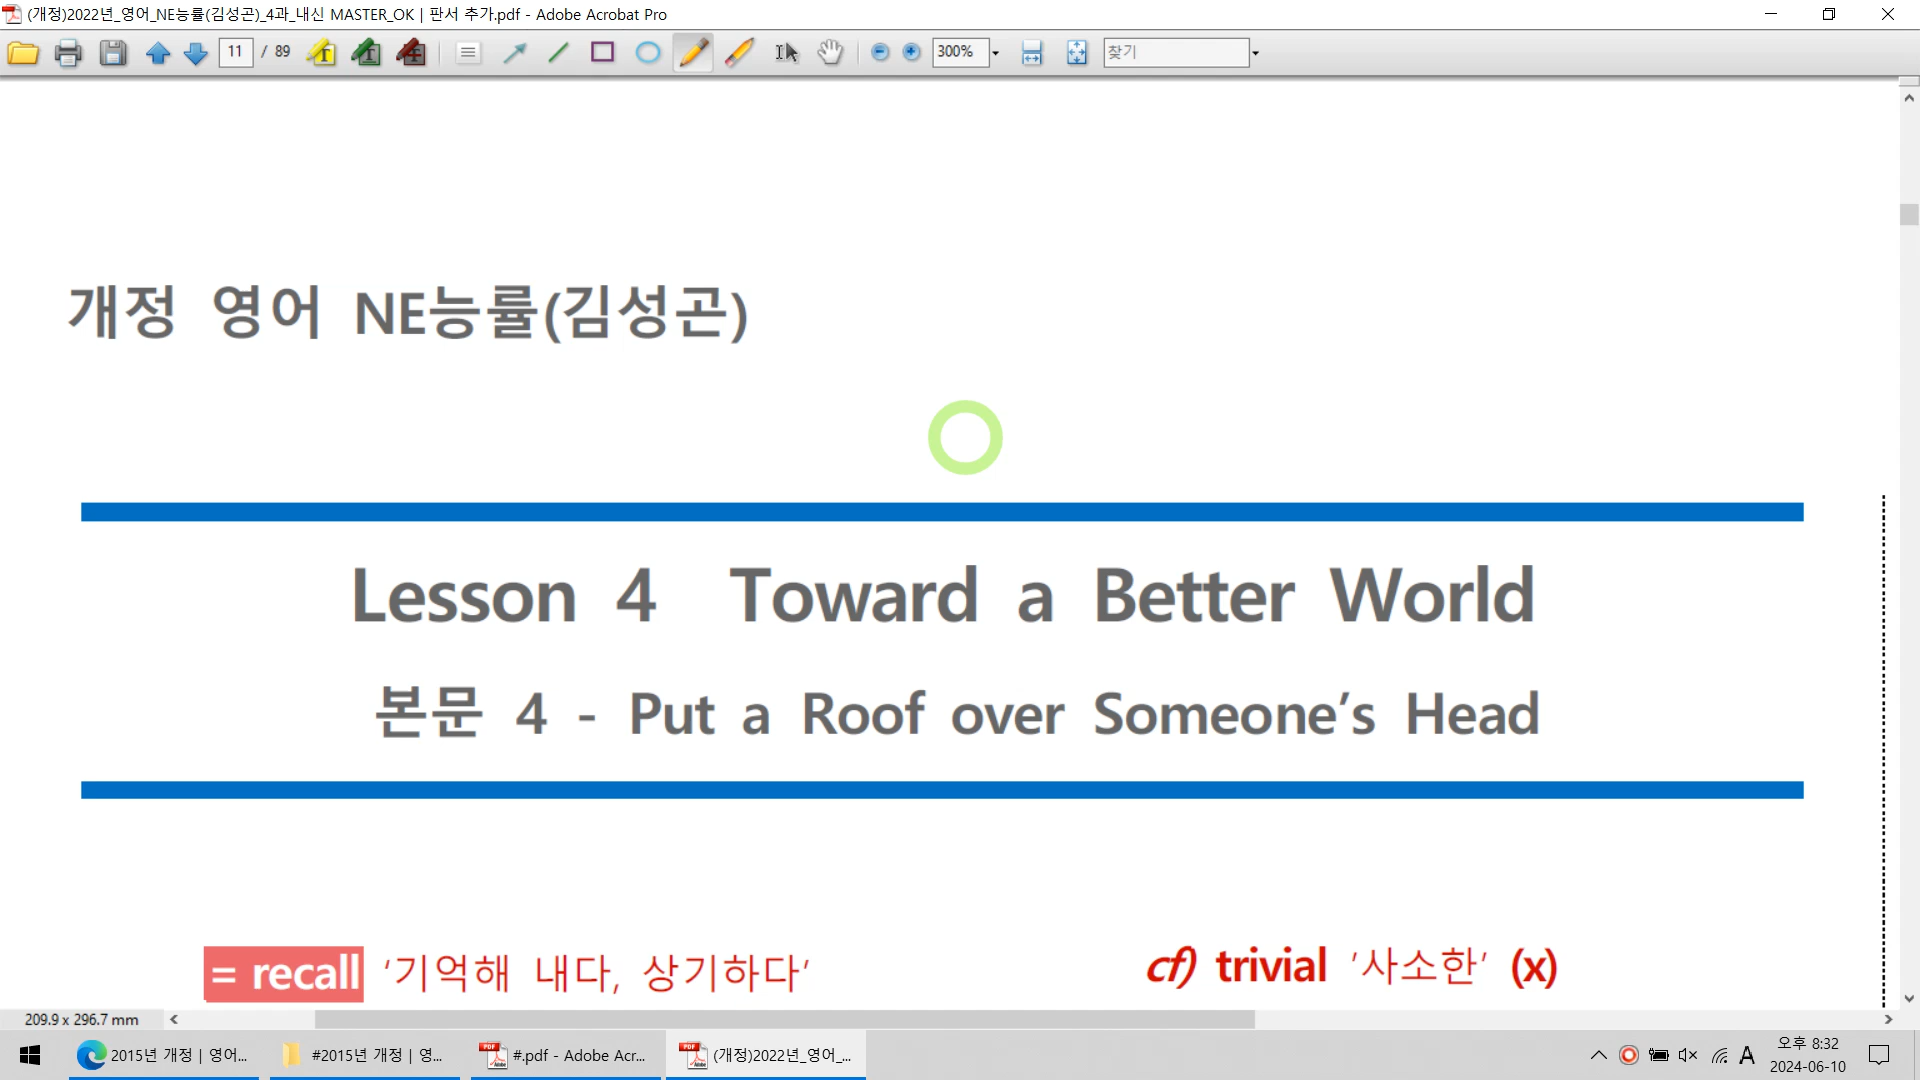 (개정)2022년_영어_NE능률(김성곤)_4과_내신 MASTER_OK | 판서 추가.pdf - Adobe Acrobat Pro
11 / 89 300% 찾기
개정 영어 NE능률(김성곤)
Lesson 4 Toward a Better World
본문 4 - Put a Roof over Someone's Head
= recall '기억해 내다, 상기하다' cf) trivial '사소한' (x)
209.9 x 296.7 mm
2015년 개정 | 영어... #2015년 개정 | 영... #.pdf - Adobe Acr... (개정)2022년_영어_... A 오후 8:32
2024-06-10